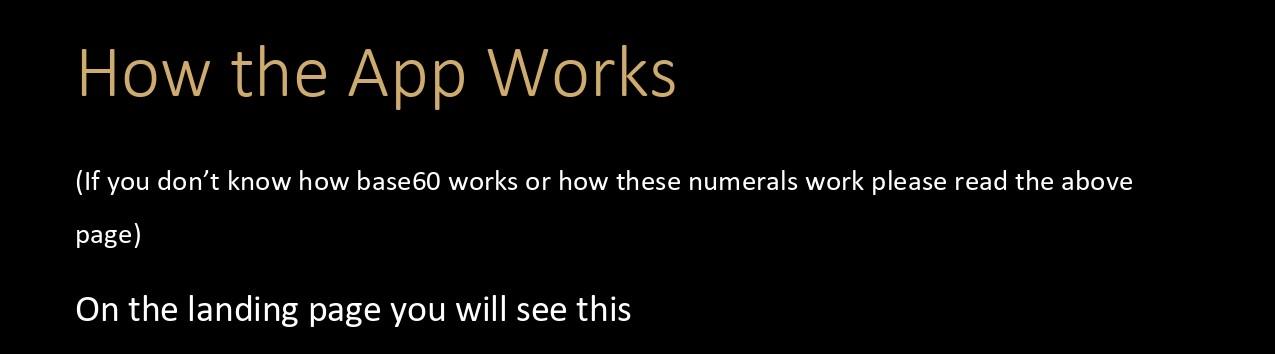 How the App Works
(If you don’t know how base60 works or how these numerals work please read the above
page)
On the landing page you will see this